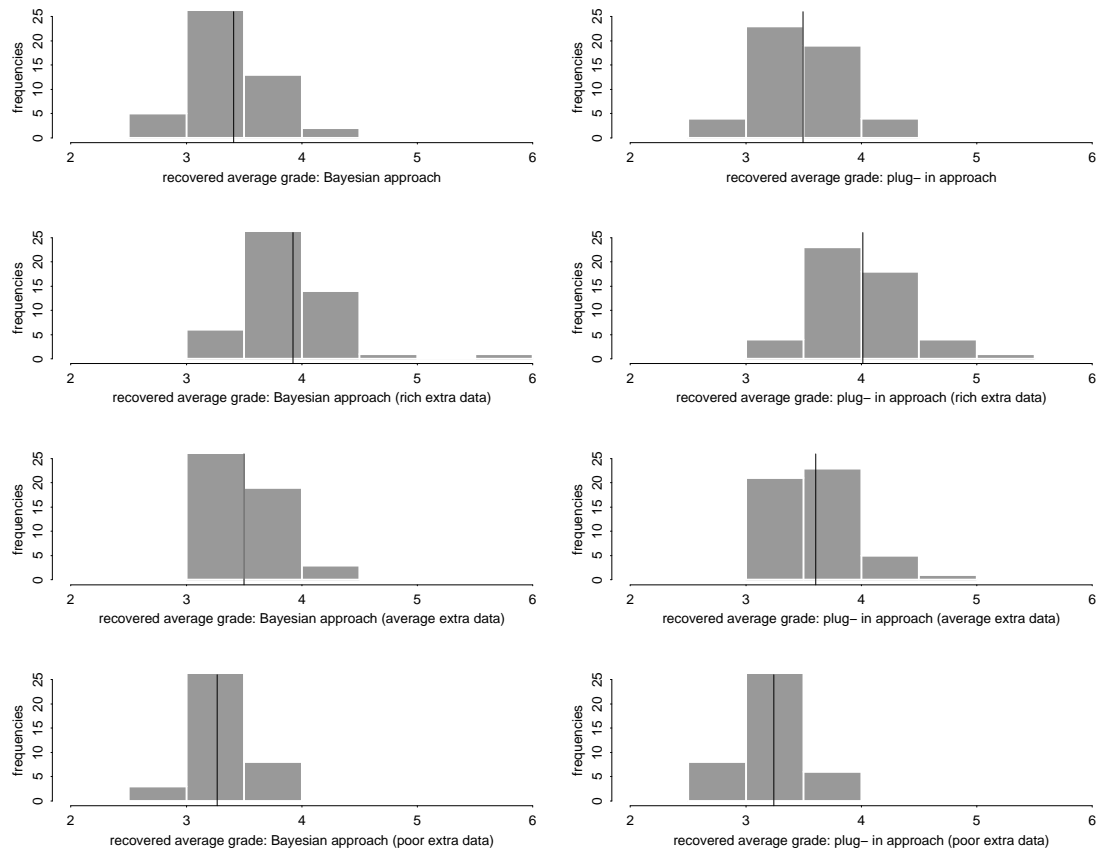 frequencies
0 5 10 15 20 25
2 3 4 5 6
recovered average grade: Bayesian approach
frequencies
0 5 10 15 20 25
2 3 4 5 6
recovered average grade: plug– in approach
frequencies
0 5 10 15 20 25
2 3 4 5 6
recovered average grade: Bayesian approach (rich extra data)
frequencies
0 5 10 15 20 25
2 3 4 5 6
recovered average grade: plug– in approach (rich extra data)
frequencies
0 5 10 15 20 25
2 3 4 5 6
recovered average grade: Bayesian approach (average extra data)
frequencies
0 5 10 15 20 25
2 3 4 5 6
recovered average grade: plug– in approach (average extra data)
frequencies
0 5 10 15 20 25
2 3 4 5 6
recovered average grade: Bayesian approach (poor extra data)
frequencies
0 5 10 15 20 25
2 3 4 5 6
recovered average grade: plug– in approach (poor extra data)